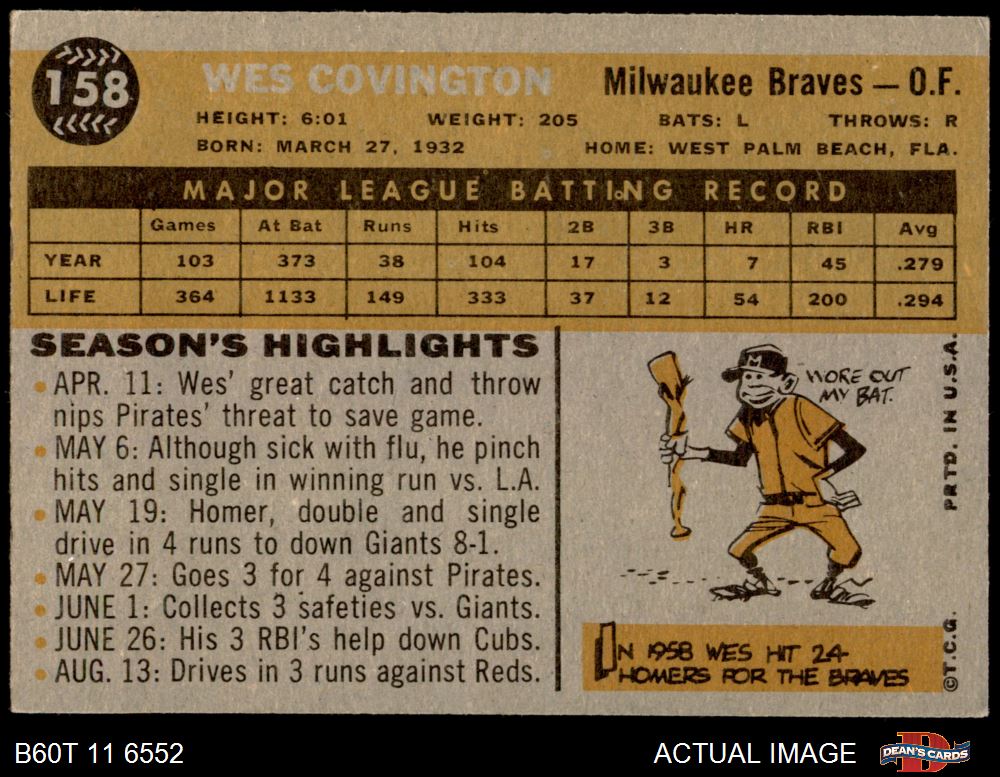 158
WES COVINGTON
Milwaukee Braves — O.F.
HEIGHT: 6:01 WEIGHT: 205 BATS: L THROWS: R
BORN: MARCH 27, 1932 HOME: WEST PALM BEACH, FLA.
MAJOR LEAGUE BATTING RECORD
Games At Bat Runs Hits 2B 3B HR RBI Avg
YEAR 103 373 38 104 17 3 7 45 .279
LIFE 364 1133 149 333 37 12 54 200 .294
SEASON'S HIGHLIGHTS
• APR. 11: Wes' great catch and throw
nips Pirates' threat to save game.
• MAY 6: Although sick with flu, he pinch
hits and single in winning run vs. L.A.
• MAY 19: Homer, double and single
drive in 4 runs to down Giants 8-1.
• MAY 27: Goes 3 for 4 against Pirates.
• JUNE 1: Collects 3 safeties vs. Giants.
• JUNE 26: His 3 RBI's help down Cubs.
• AUG. 13: Drives in 3 runs against Reds.
M
WORE OUT
MY BAT.
IN 1958 WES HIT 24
HOMERS FOR THE BRAVES
©T.C.G. PRTD. IN U.S.A.
B60T 11 6552
ACTUAL IMAGE
D
DEAN'S CARDS